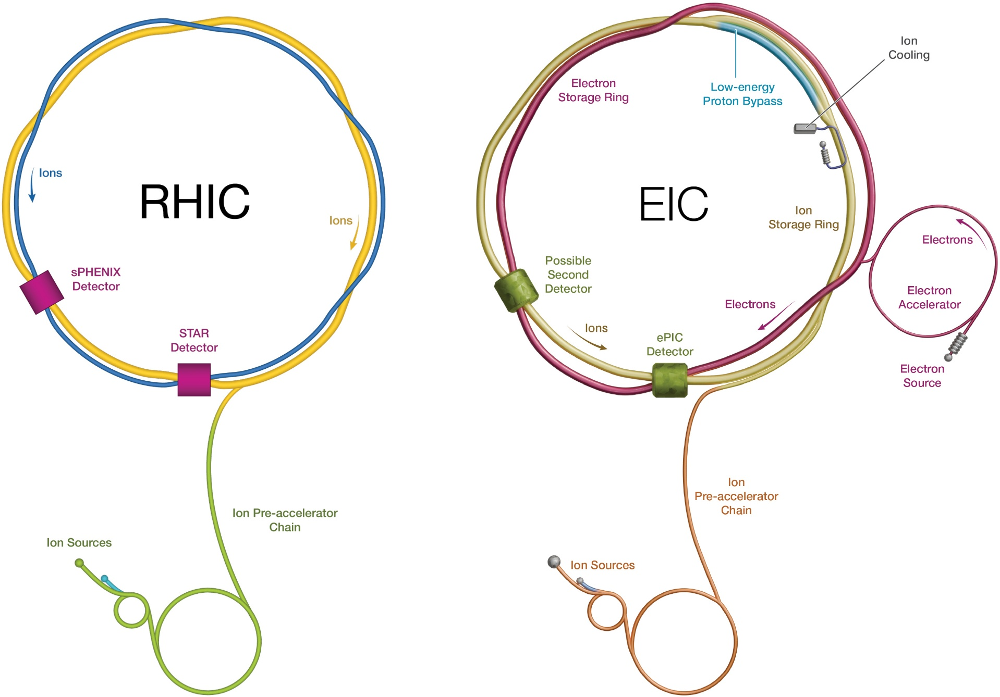 RHIC
Ions
Ions
sPHENIX
Detector
STAR
Detector
Ion Pre-accelerator
Chain
Ion Sources
EIC
Electron
Storage Ring
Low-energy
Proton Bypass
Ion
Cooling
Ion
Storage Ring
Electrons
Electron
Accelerator
Electron
Source
Possible
Second
Detector
Electrons
Ions
ePIC
Detector
Ion
Pre-accelerator
Chain
Ion Sources